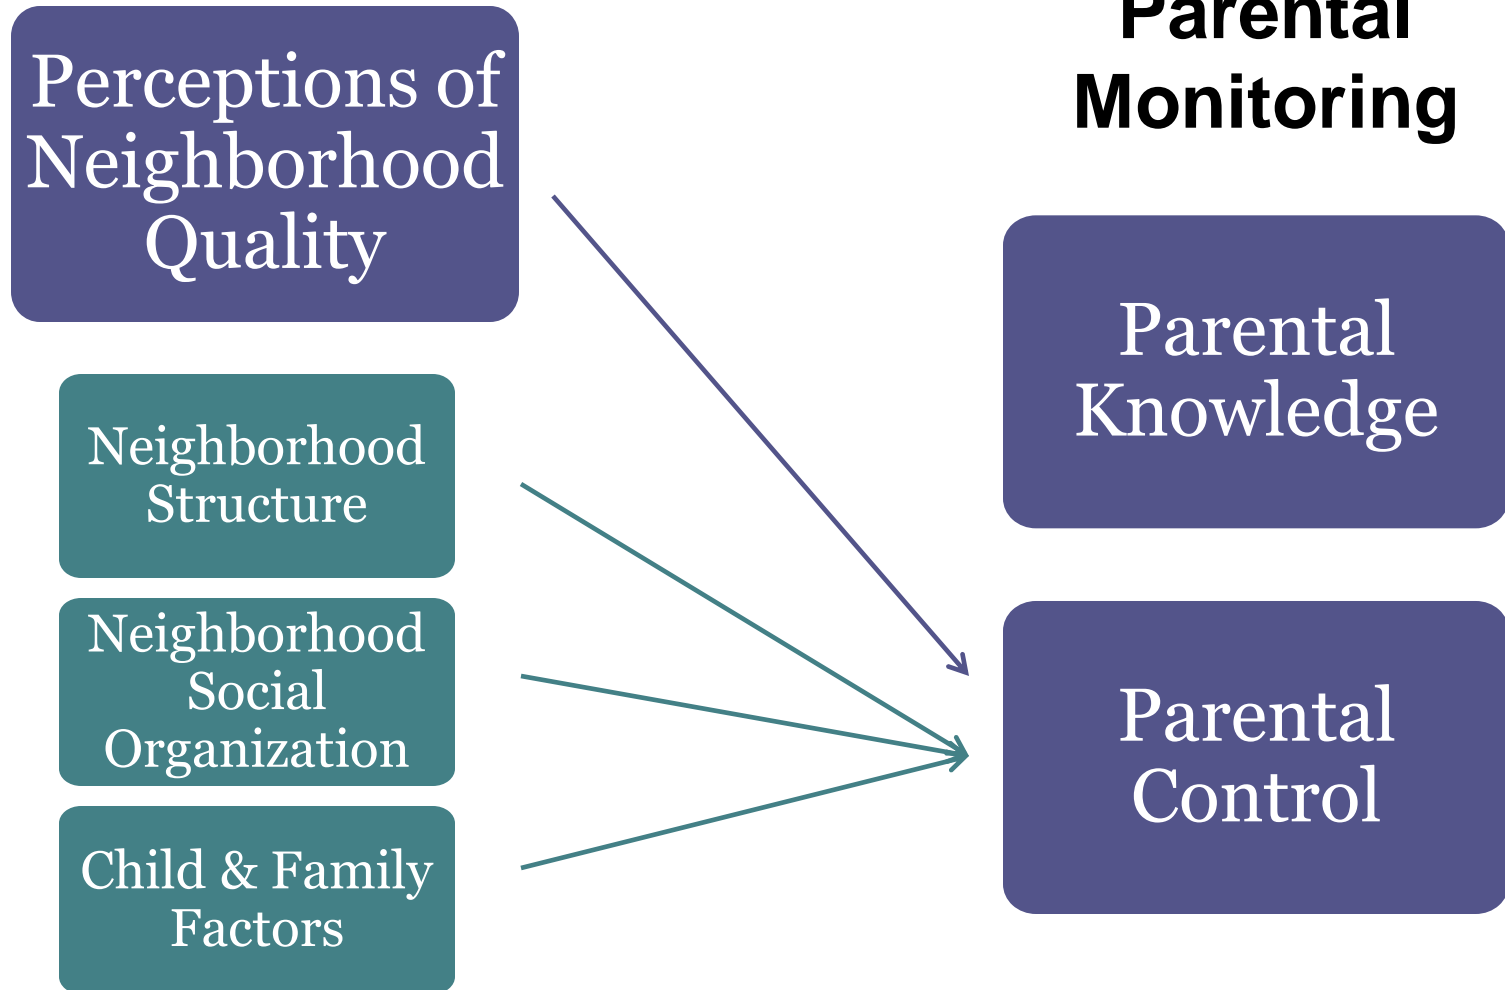 Perceptions of
Neighborhood
Quality
Neighborhood
Structure
Neighborhood
Social
Organization
Child & Family
Factors
Parental
Monitoring
Parental
Knowledge
Parental
Control